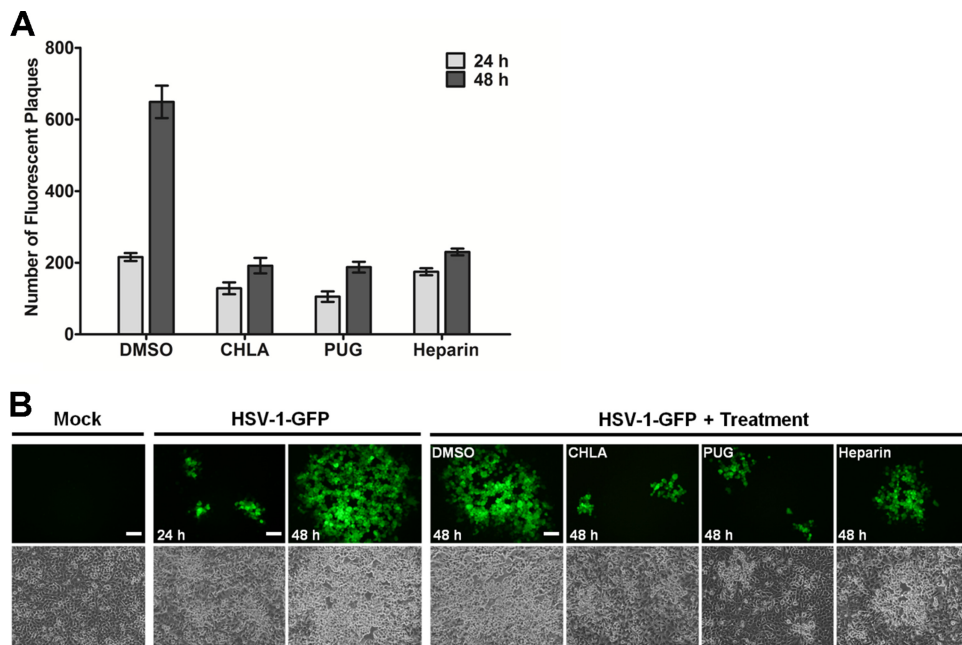 A
Number of Fluorescent Plaques
800
600
400
200
0
24 h
48 h
DMSO CHLA PUG Heparin
B
Mock HSV-1-GFP HSV-1-GFP + Treatment
DMSO CHLA PUG Heparin
24 h 48 h 48 h 48 h 48 h 48 h